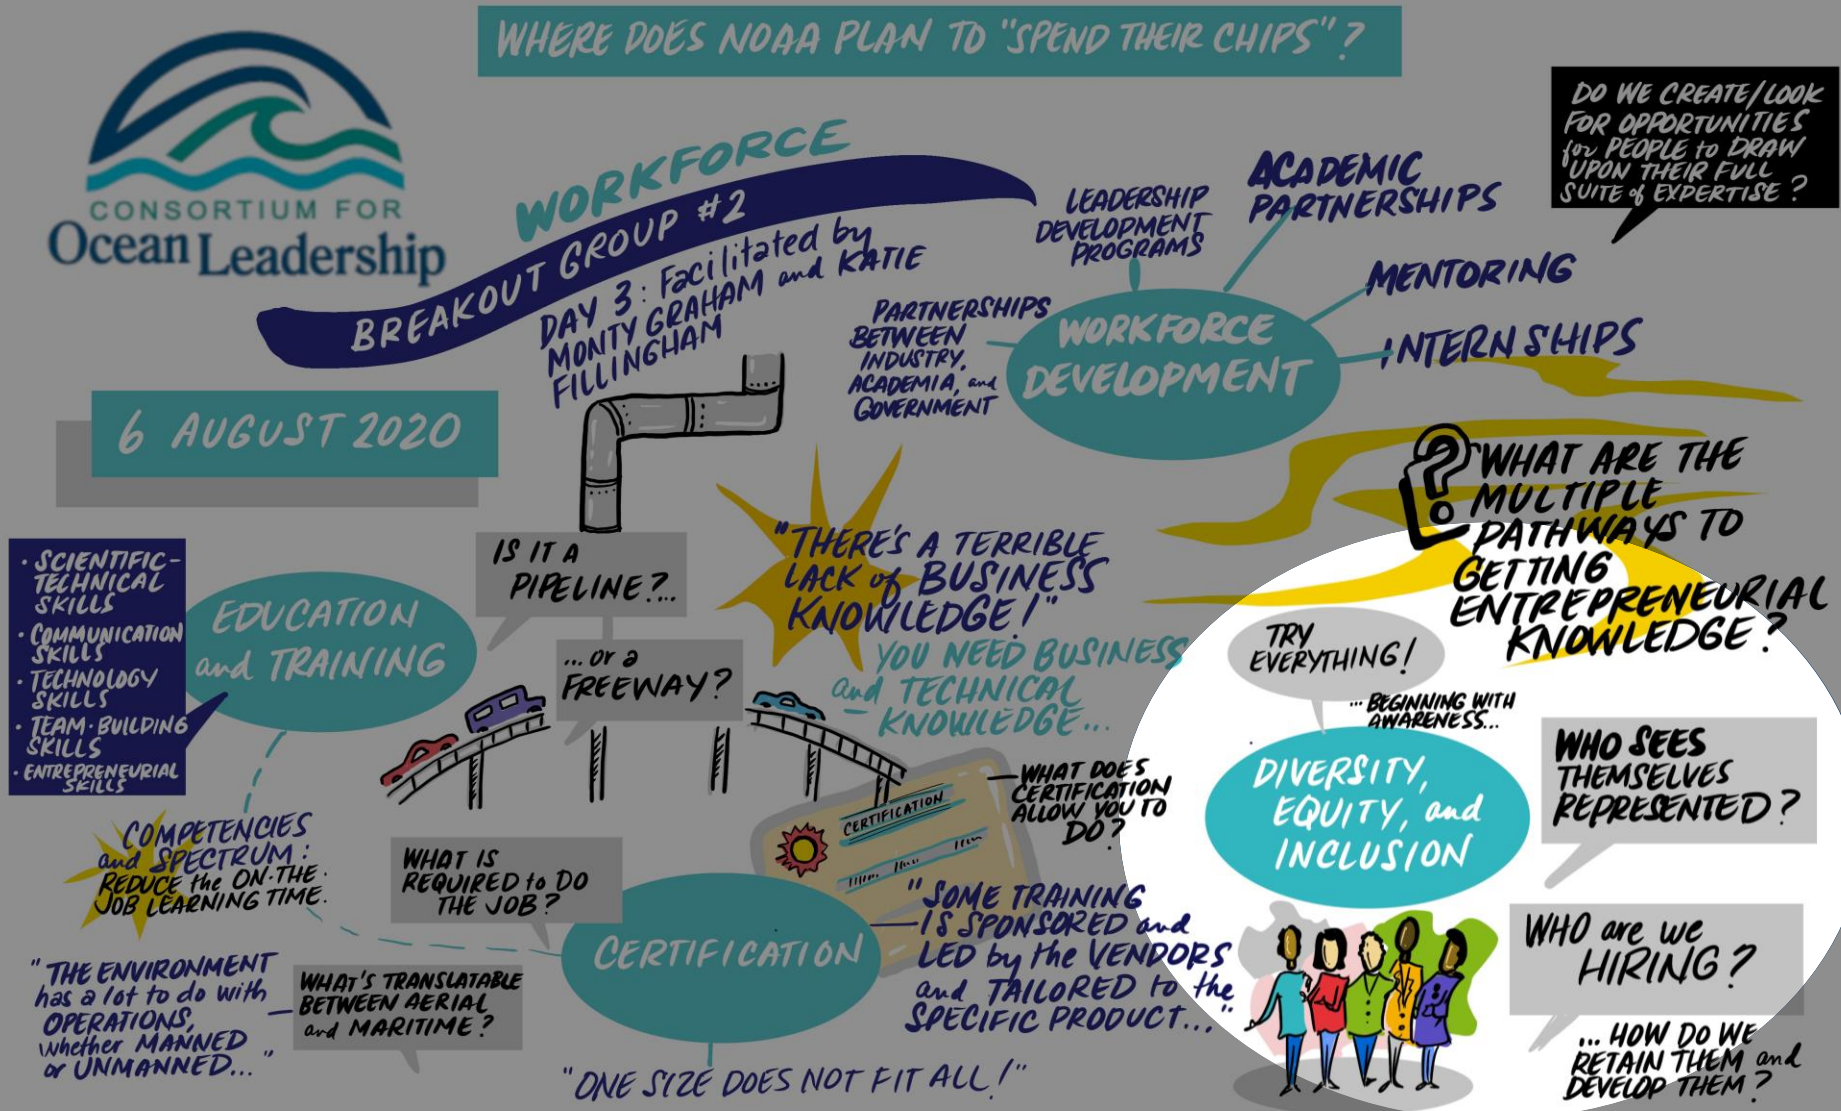 WHERE DOES NOAA PLAN TO "SPEND THEIR CHIPS"?
CONSORTIUM FOR
Ocean Leadership
WORKFORCE
BREAKOUT GROUP #2
DAY 3: Facilitated by
MONTY GRAHAM and KATIE
FILLINGHAM
6 AUGUST 2020
DO WE CREATE/LOOK
FOR OPPORTUNITIES
for PEOPLE to DRAW
UPON THEIR FULL
SUITE of EXPERTISE?
LEADERSHIP
DEVELOPMENT
PROGRAMS
ACADEMIC
PARTNERSHIPS
MENTORING
INTERNSHIPS
PARTNERSHIPS
BETWEEN
INDUSTRY,
ACADEMIA, and
GOVERNMENT
WORKFORCE
DEVELOPMENT
WHAT ARE THE
MULTIPLE
PATHWAYS TO
GETTING
ENTREPRENEURIAL
KNOWLEDGE?
• SCIENTIFIC-
TECHNICAL
SKILLS
• COMMUNICATION
SKILLS
• TECHNOLOGY
SKILLS
• TEAM-BUILDING
SKILLS
• ENTREPRENEURIAL
SKILLS
EDUCATION
and TRAINING
IS IT A
PIPELINE?...
...or a
FREEWAY?
"THERE'S A TERRIBLE
LACK of BUSINESS
KNOWLEDGE!"
YOU NEED BUSINESS
and TECHNICAL
KNOWLEDGE...
COMPETENCIES
and SPECTRUM:
REDUCE the ON-THE-
JOB LEARNING TIME.
"THE ENVIRONMENT
has a lot to do with
OPERATIONS,
whether MANNED
or UNMANNED..."
WHAT'S TRANSLATABLE
BETWEEN AERIAL
and MARITIME?
WHAT IS
REQUIRED to DO
THE JOB?
CERTIFICATION
CERTIFICATION
WHAT DOES
CERTIFICATION
ALLOW YOU TO
DO?
"SOME TRAINING
IS SPONSORED and
LED by the VENDORS
and TAILORED to the
SPECIFIC PRODUCT..."
"ONE SIZE DOES NOT FIT ALL!"
TRY
EVERYTHING!
...BEGINNING WITH
AWARENESS...
DIVERSITY,
EQUITY, and
INCLUSION
WHO SEES
THEMSELVES
REPRESENTED?
WHO are we
HIRING?
...HOW DO WE
RETAIN THEM and
DEVELOP THEM?